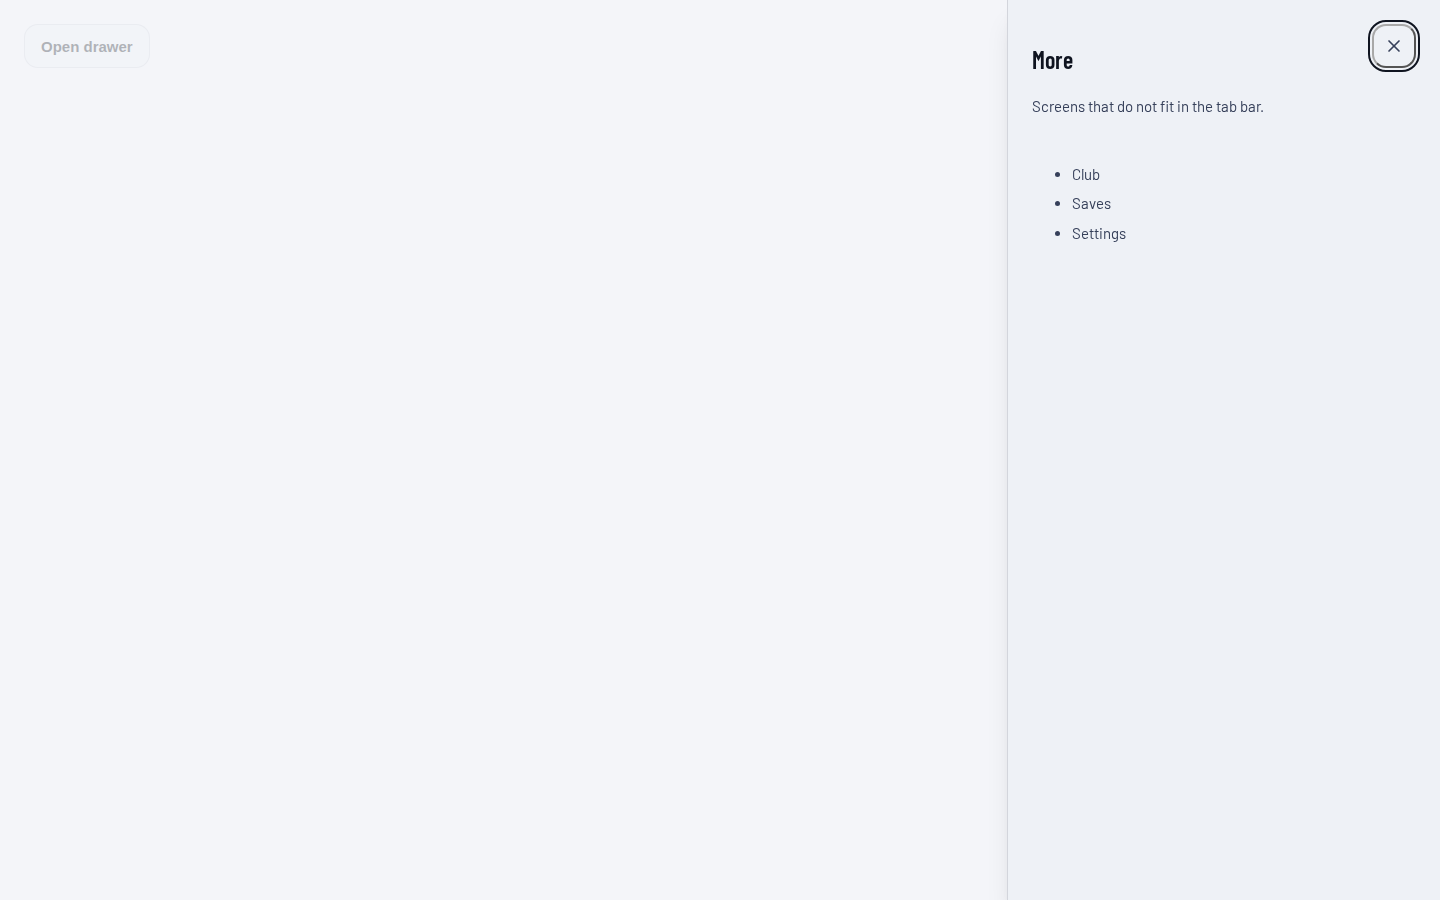 Open drawer
More
Screens that do not fit in the tab bar.
Club
Saves
Settings